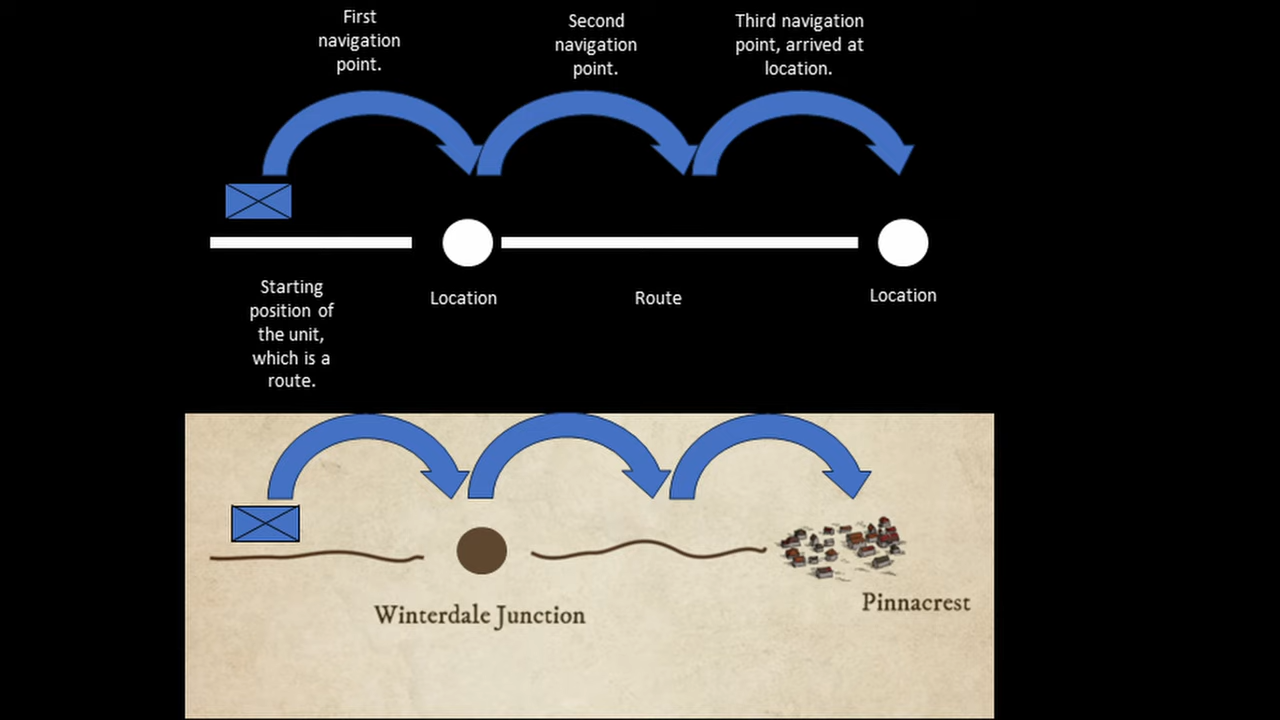 First
navigation
point.
Second
navigation
point.
Third navigation
point, arrived at
location.
Starting
position of
the unit,
which is a
route.
Location
Route
Location
Winterdale Junction
Pinnacrest